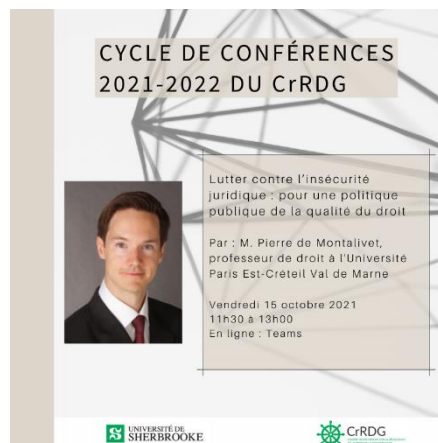 CYCLE DE CONFÉRENCES
2021-2022 DU CrRDG
Lutter contre l'insécurité
juridique : pour une politique
publique de la qualité du droit
Par : M. Pierre de Montalivet,
professeur de droit à l'Université
Paris Est-Créteil Val de Marne
Vendredi 15 octobre 2021
11h30 à 13h00
En ligne : Teams
UNIVERSITÉ DE
SHERBROOKE
CrRDG